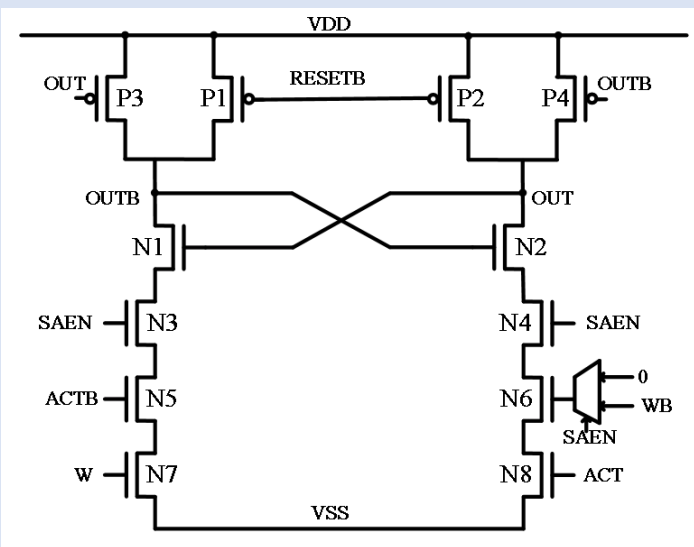 VDD
OUT P3 P1 RESETB P2 P4 OUTB
OUTB OUT
N1 N2
SAEN N3 N4 SAEN
0
ACTB N5 N6 WB
SAEN
W N7 N8 ACT
VSS